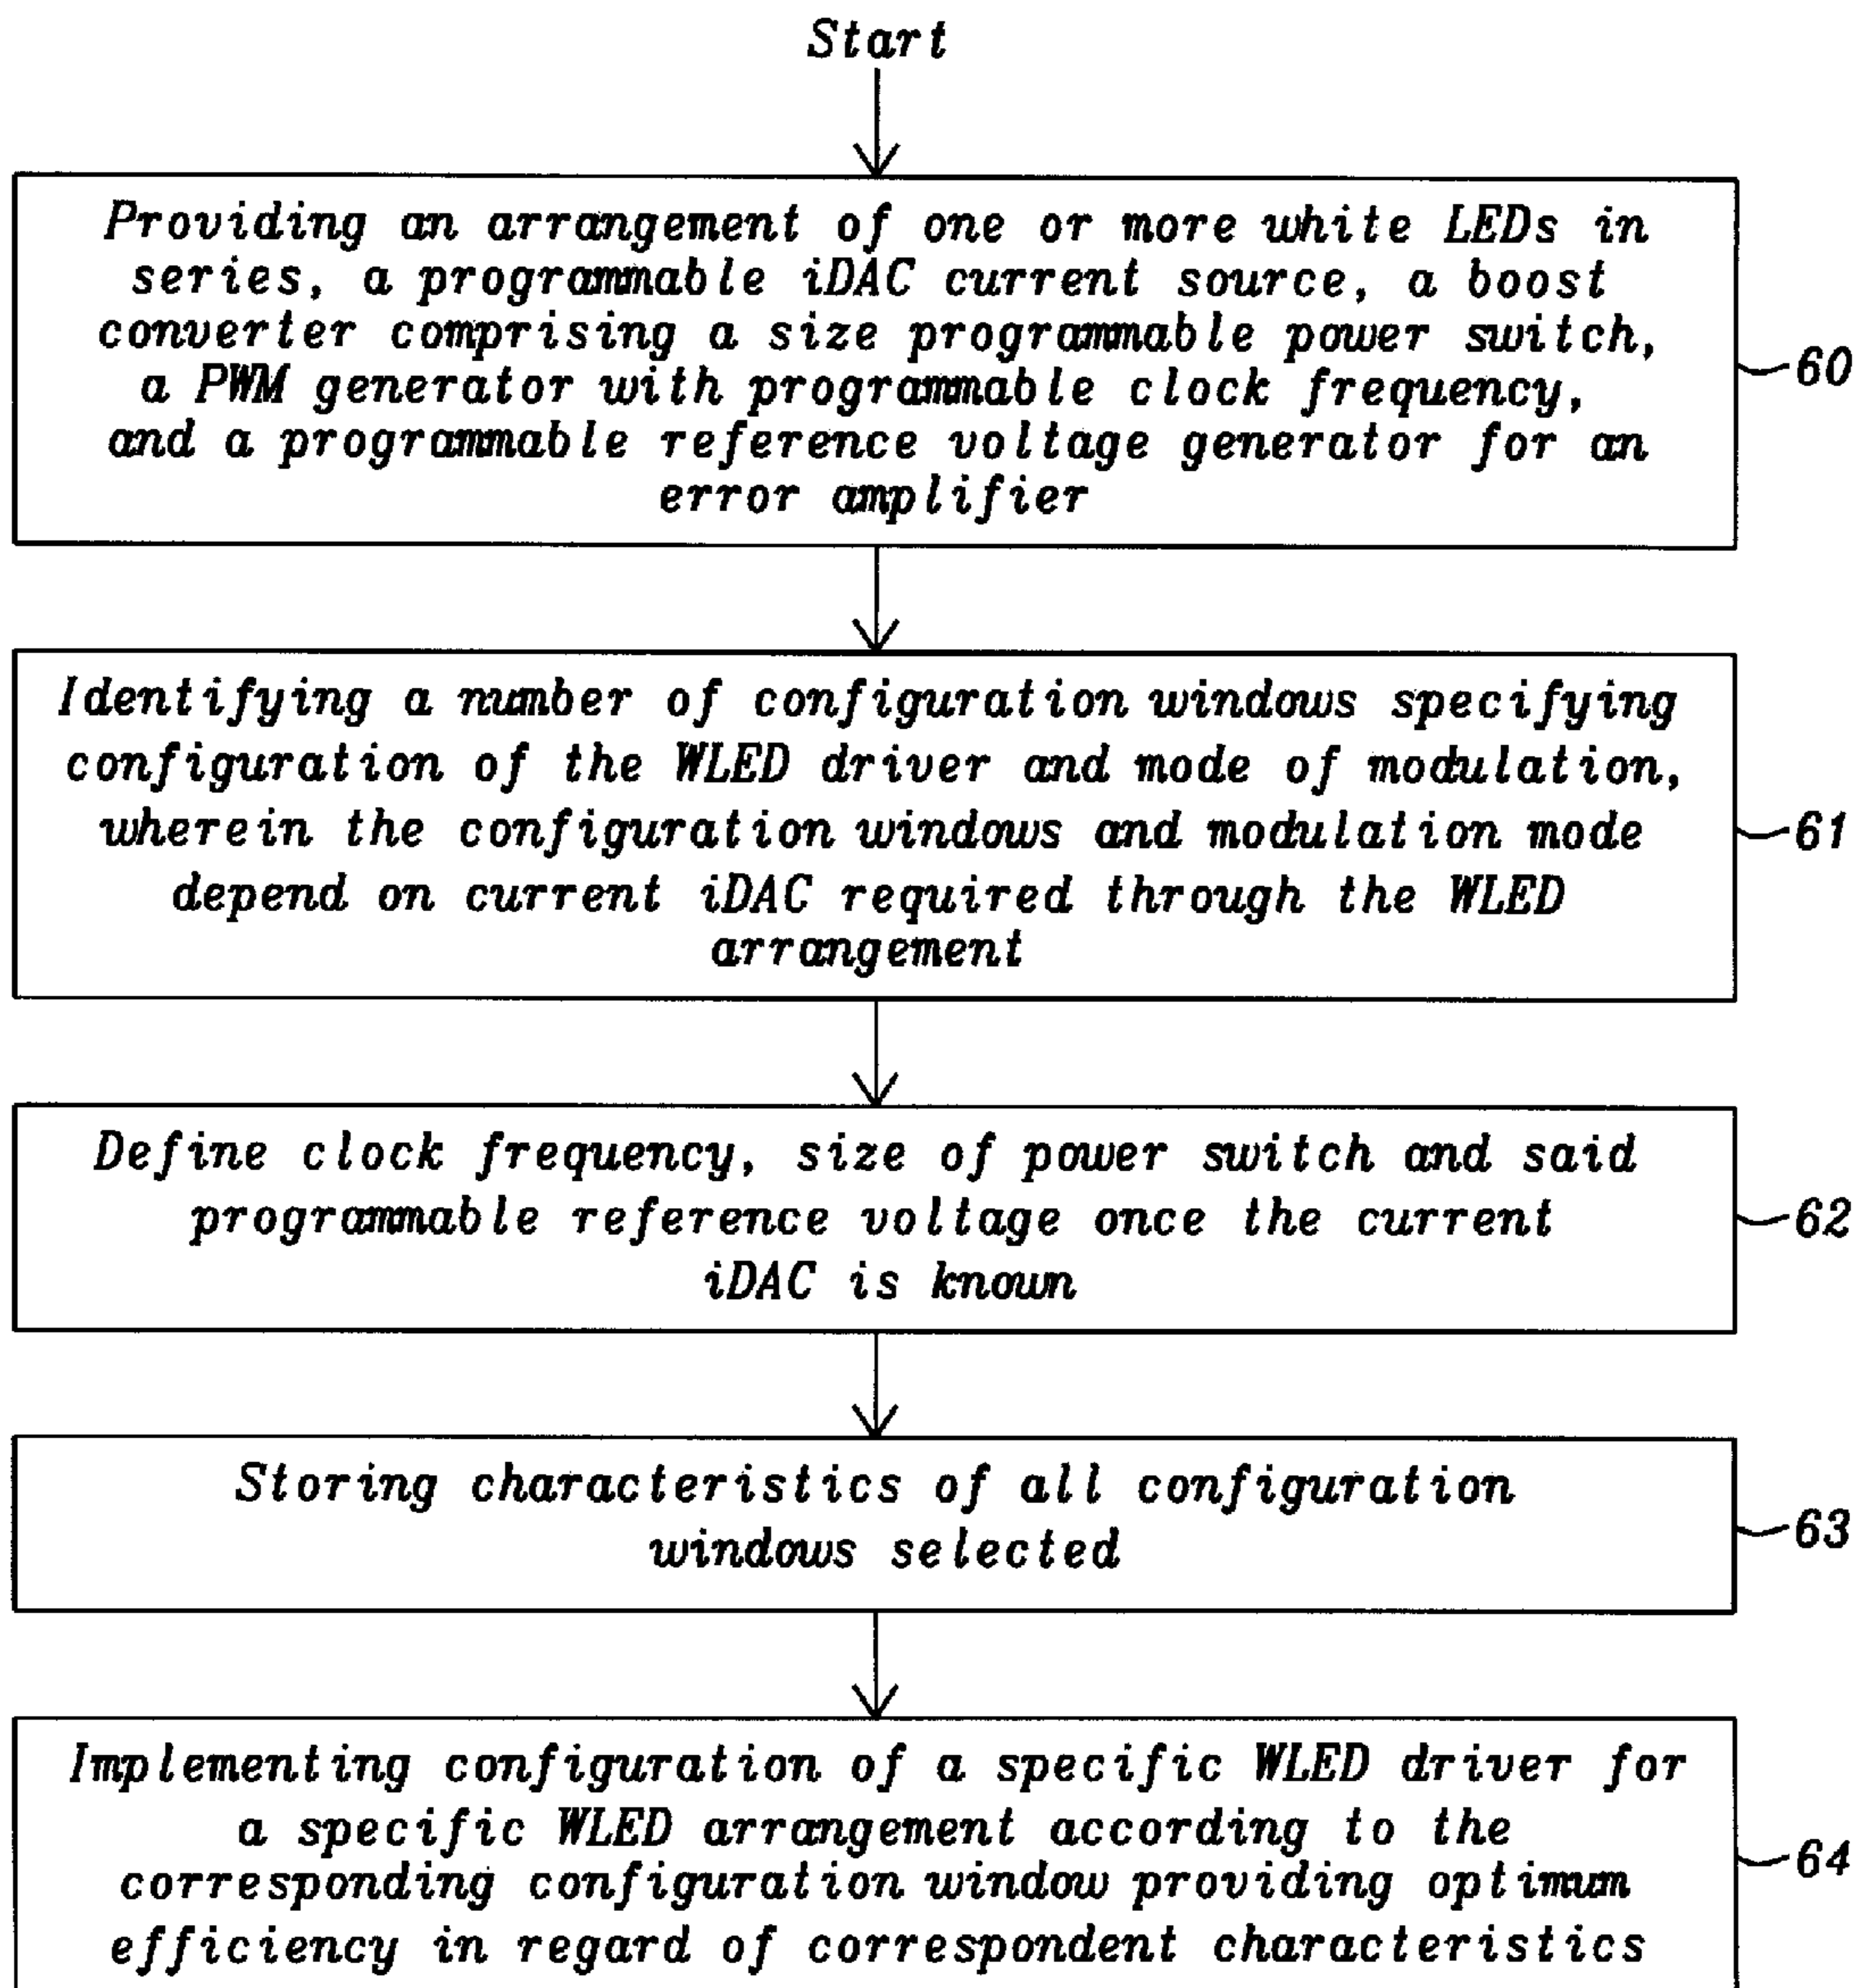 Start
Providing an arrangement of one or more white LEDs in
series, a programmable iDAC current source, a boost
converter comprising a size programmable power switch,
a PWM generator with programmable clock frequency,
and a programmable reference voltage generator for an
error amplifier
60
Identifying a number of configuration windows specifying
configuration of the WLED driver and mode of modulation,
wherein the configuration windows and modulation mode
depend on current iDAC required through the WLED
arrangement
61
Define clock frequency, size of power switch and said
programmable reference voltage once the current
iDAC is known
62
Storing characteristics of all configuration
windows selected
63
Implementing configuration of a specific WLED driver for
a specific WLED arrangement according to the
corresponding configuration window providing optimum
efficiency in regard of correspondent characteristics
64